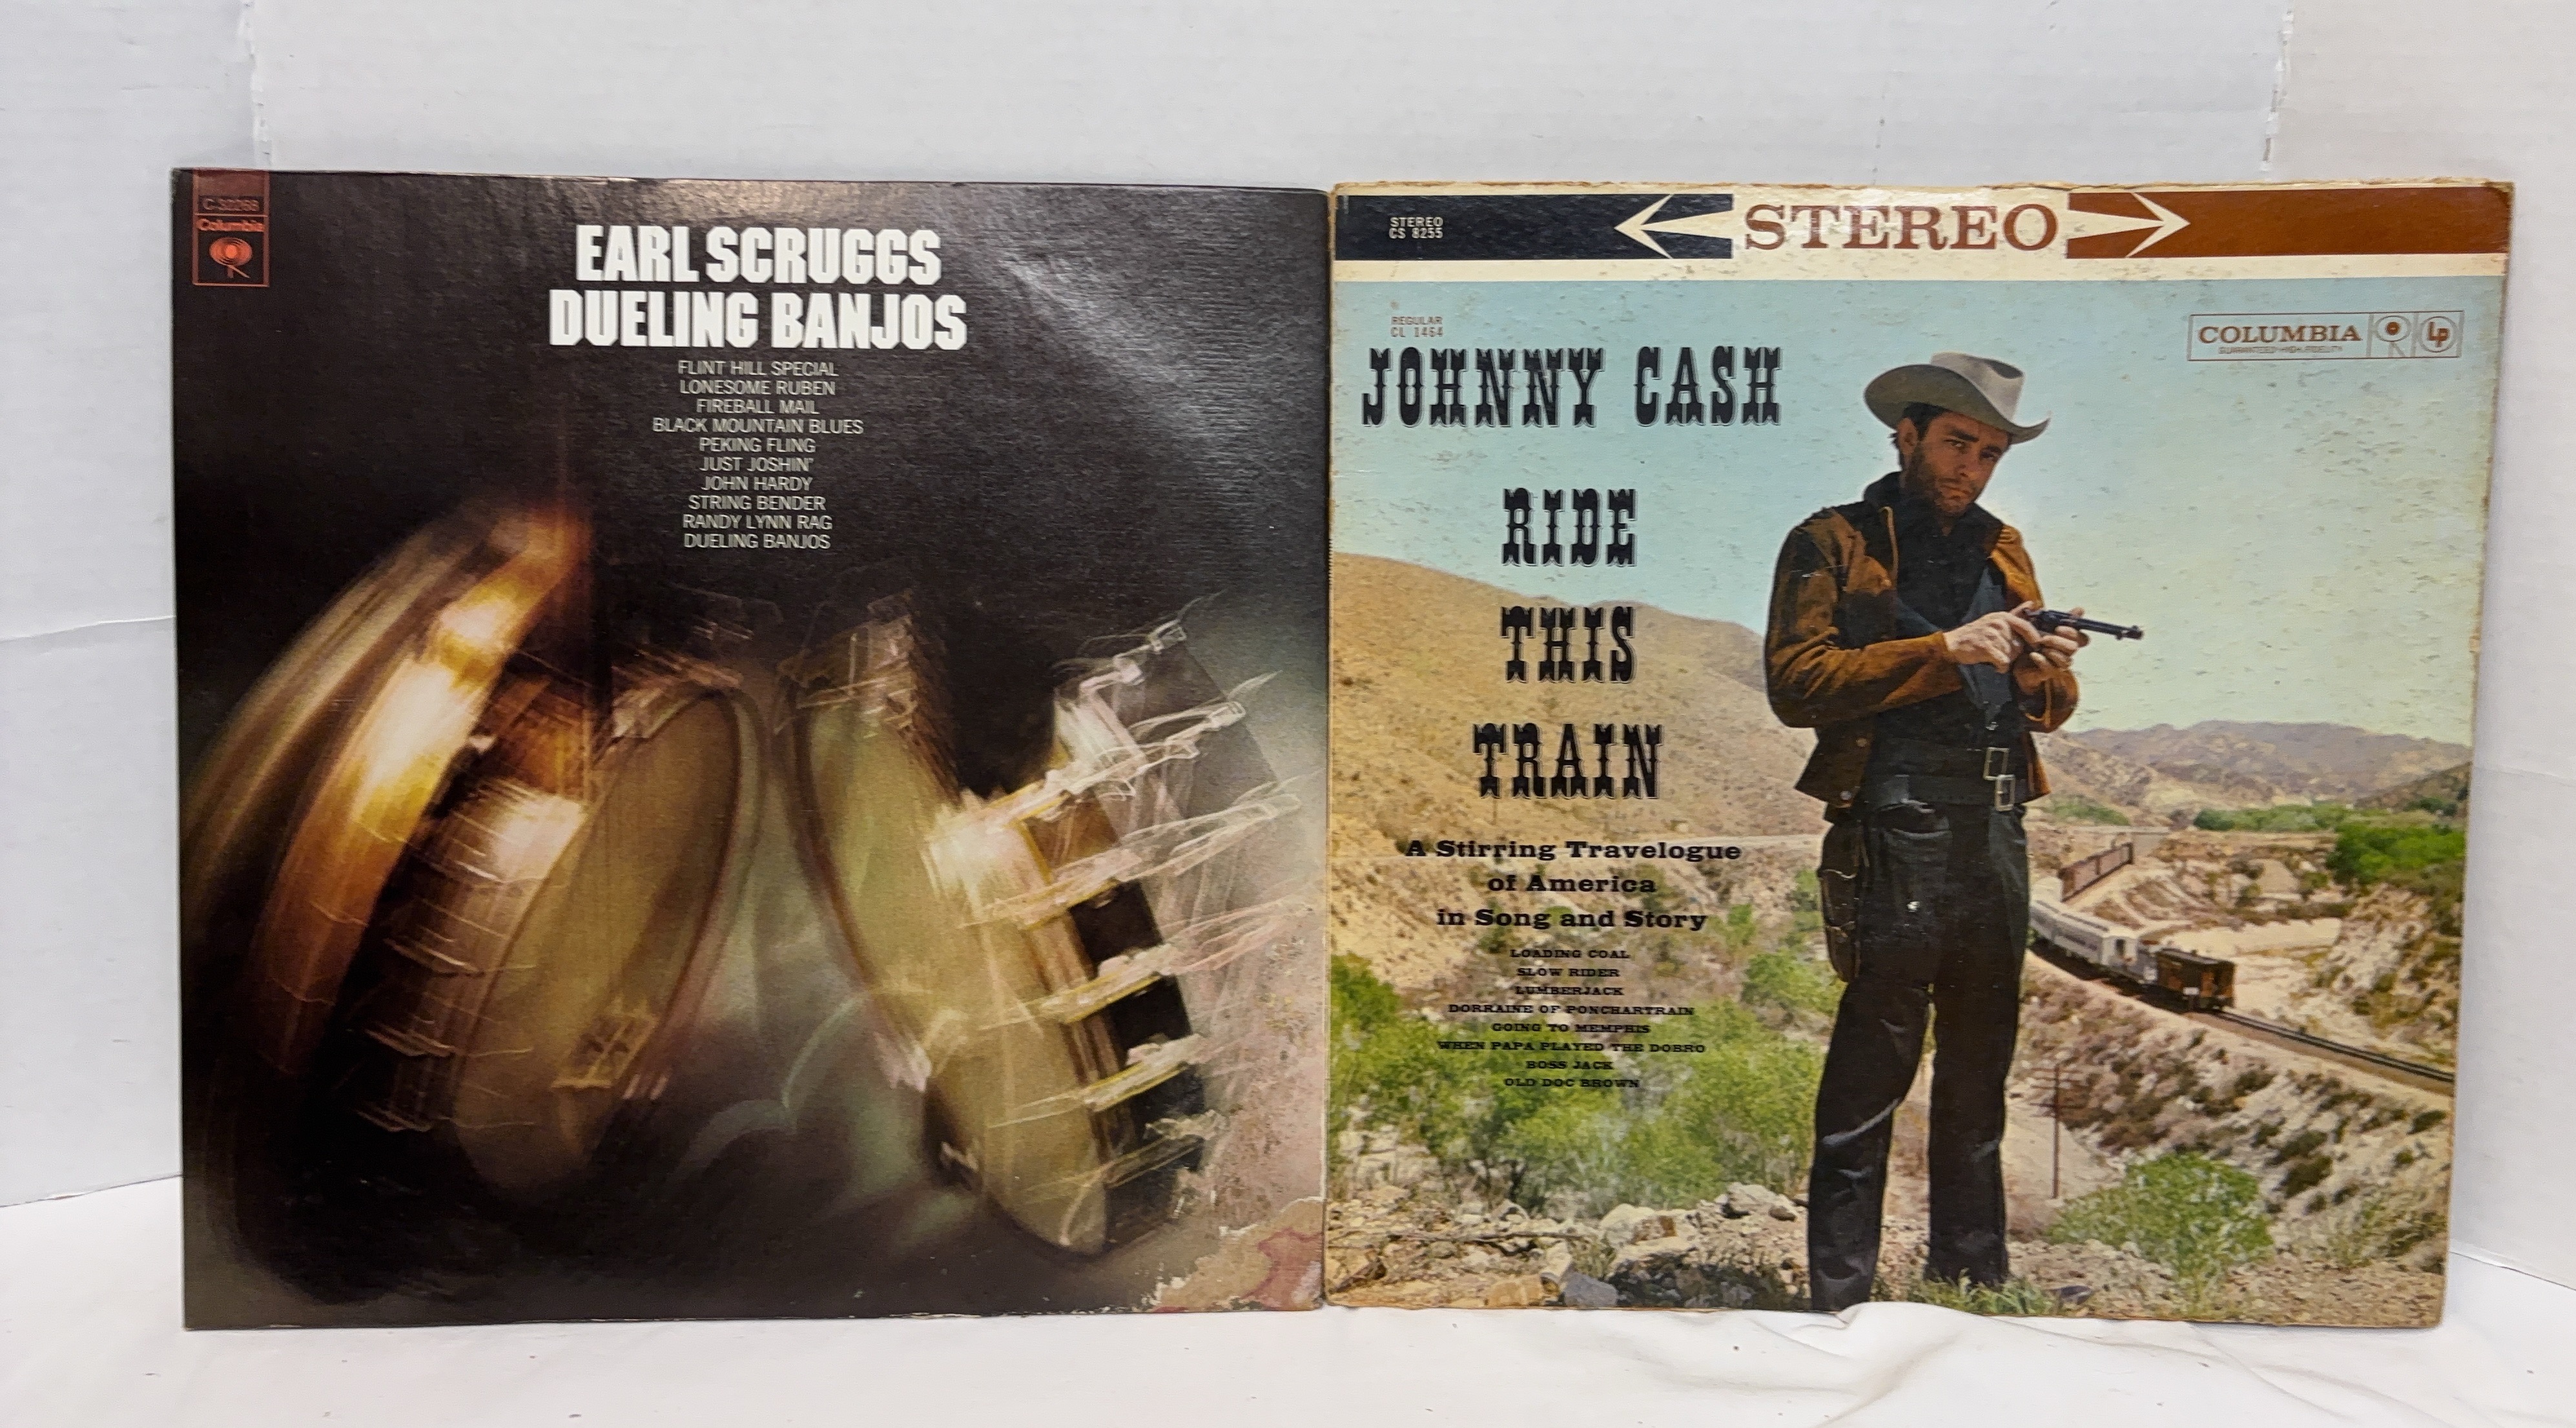 C-32268
Columbia
EARL SCRUGGS
DUELING BANJOS
FLINT HILL SPECIAL
LONESOME RUBEN
FIREBALL MAIL
BLACK MOUNTAIN BLUES
PEKING FLING
JUST JOSHIN'
JOHN HARDY
STRING BENDER
RANDY LYNN RAG
DUELING BANJOS
STEREO
CS 8255
STEREO
REGULAR
CL 1464
COLUMBIA
GUARANTEED HIGH-FIDELITY
Lp
JOHNNY CASH
RIDE
THIS
TRAIN
A Stirring Travelogue
of America
in Song and Story
LOADING COAL
SLOW RIDER
LUMBERJACK
DORRAINE OF PONCHARTRAIN
GOING TO MEMPHIS
WHEN PAPA PLAYED THE DOBRO
BOSS JACK
OLD DOC BROWN